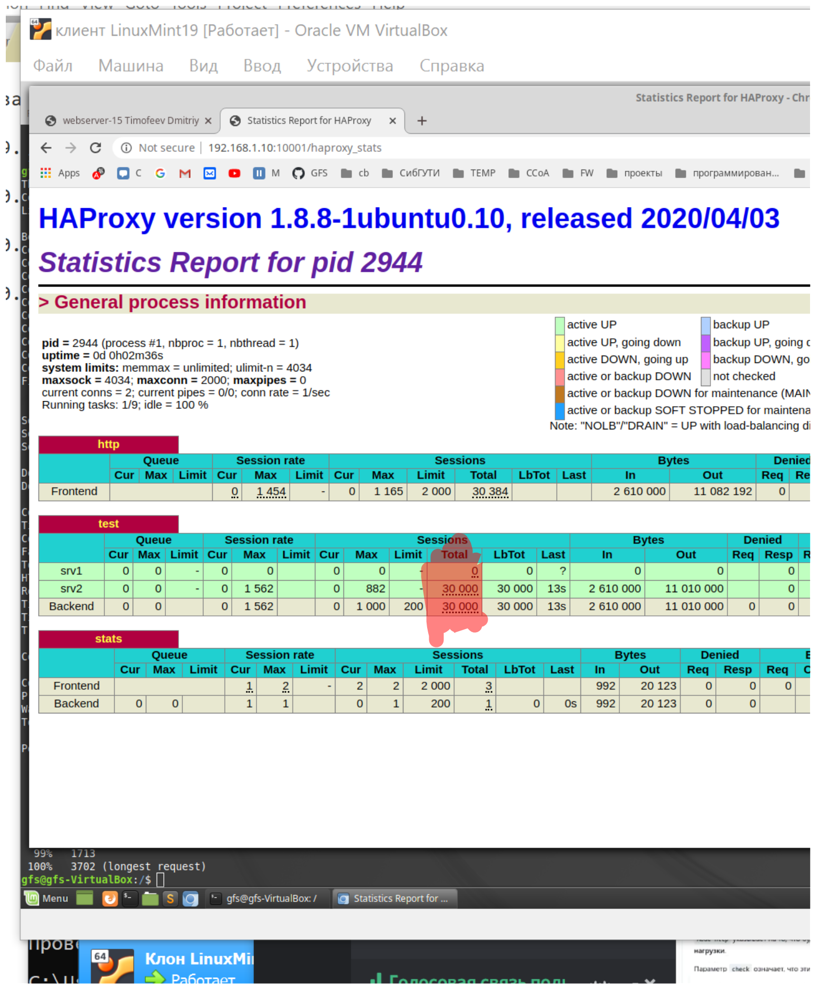 клиент LinuxMint19 [Работает] - Oracle VM VirtualBox
Файл Машина Вид Ввод Устройства Справка
Statistics Report for HAProxy - Chr
webserver-15 Timofeev Dmitriy
Statistics Report for HAProxy
Not secure 192.168.1.10:10001/haproxy_stats
Apps C M GFS cb СибГУТИ TEMP CCoA FW проекты программирован...
HAProxy version 1.8.8-1ubuntu0.10, released 2020/04/03
Statistics Report for pid 2944
> General process information
pid = 2944 (process #1, nbproc = 1, nbthread = 1)
uptime = 0d 0h02m36s
system limits: memmax = unlimited; ulimit-n = 4034
maxsock = 4034; maxconn = 2000; maxpipes = 0
current conns = 2; current pipes = 0/0; conn rate = 1/sec
Running tasks: 1/9; idle = 100 %
active UP backup UP
active UP, going down backup UP, going
active DOWN, going up backup DOWN, go
active or backup DOWN not checked
active or backup DOWN for maintenance (MAIN
active or backup SOFT STOPPED for maintena
Note: "NOLB"/"DRAIN" = UP with load-balancing di
http
Queue Session rate Sessions Bytes Denied
Cur Max Limit Cur Max Limit Cur Max Limit Total LbTot Last In Out Req Re
Frontend 0 1 454 - 0 1 165 2 000 30 384 2 610 000 11 082 192 0
test
Queue Session rate Sessions Bytes Denied
Cur Max Limit Cur Max Limit Cur Max Limit Total LbTot Last In Out Req Resp R
srv1 0 0 - 0 0 0 0 - 0 0 ? 0 0 0
srv2 0 0 - 0 1 562 0 882 - 30 000 30 000 13s 2 610 000 11 010 000 0
Backend 0 0 0 1 562 0 1 000 200 30 000 30 000 13s 2 610 000 11 010 000 0 0
stats
Queue Session rate Sessions Bytes Denied E
Cur Max Limit Cur Max Limit Cur Max Limit Total LbTot Last In Out Req Resp Req C
Frontend 1 2 - 2 2 2 000 3 992 20 123 0 0 0
Backend 0 0 1 1 0 1 200 1 0 0s 992 20 123 0 0
99% 1713
100% 3702 (longest request)
gfs@gfs-VirtualBox:/$
Menu gfs@gfs-VirtualBox: / Statistics Report for ...
64
Клон LinuxMi
Работает
нагрузки.
Параметр check означает, что эти